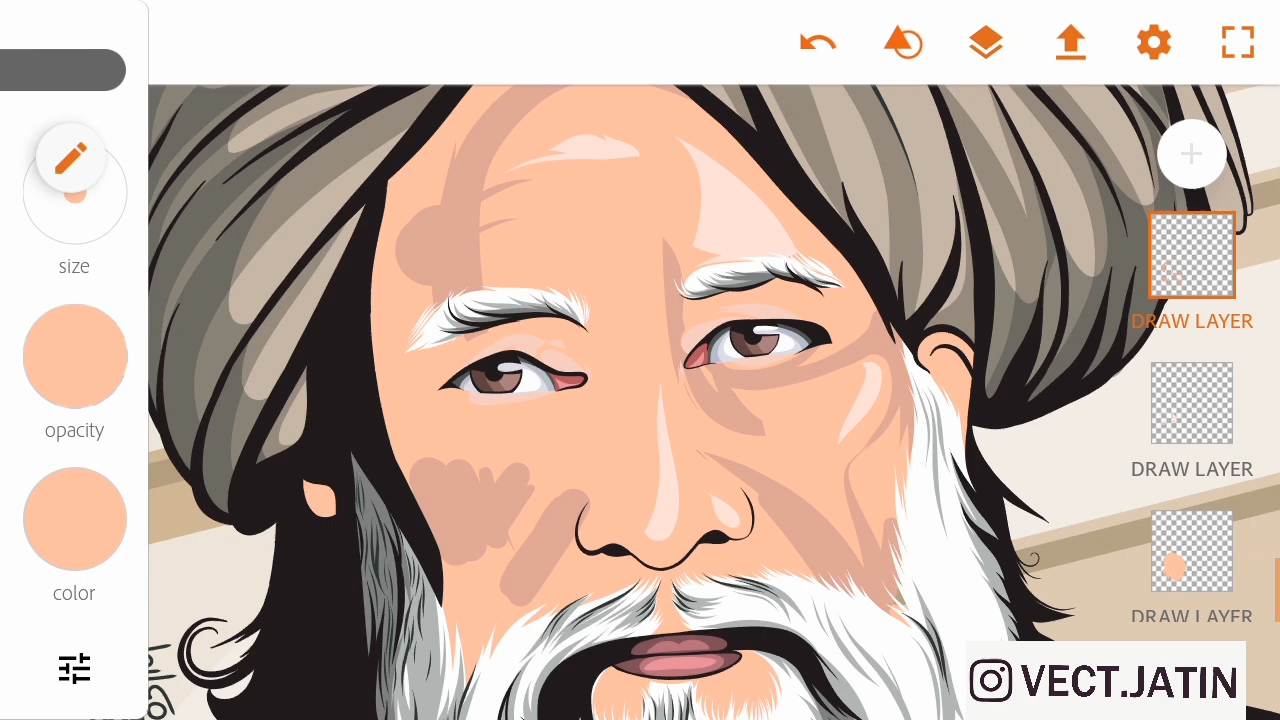 size
opacity
color
DRAW LAYER
DRAW LAYER
DRAW LAYER
VECT.JATIN